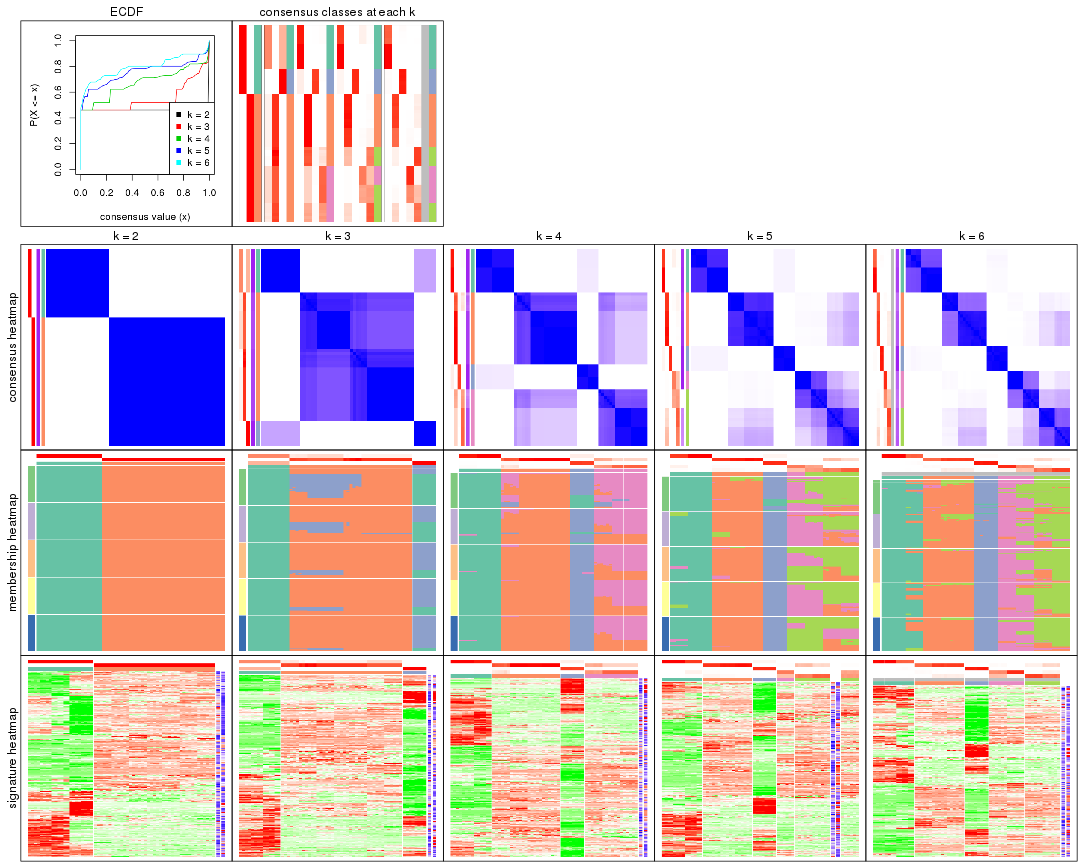 ECDF
consensus classes at each k
P(X <= x)
0.0 0.2 0.4 0.6 0.8 1.0
k = 2
k = 3
k = 4
k = 5
k = 6
0.0 0.2 0.4 0.6 0.8 1.0
consensus value (x)
k = 2
k = 3
k = 4
k = 5
k = 6
consensus heatmap
membership heatmap
signature heatmap